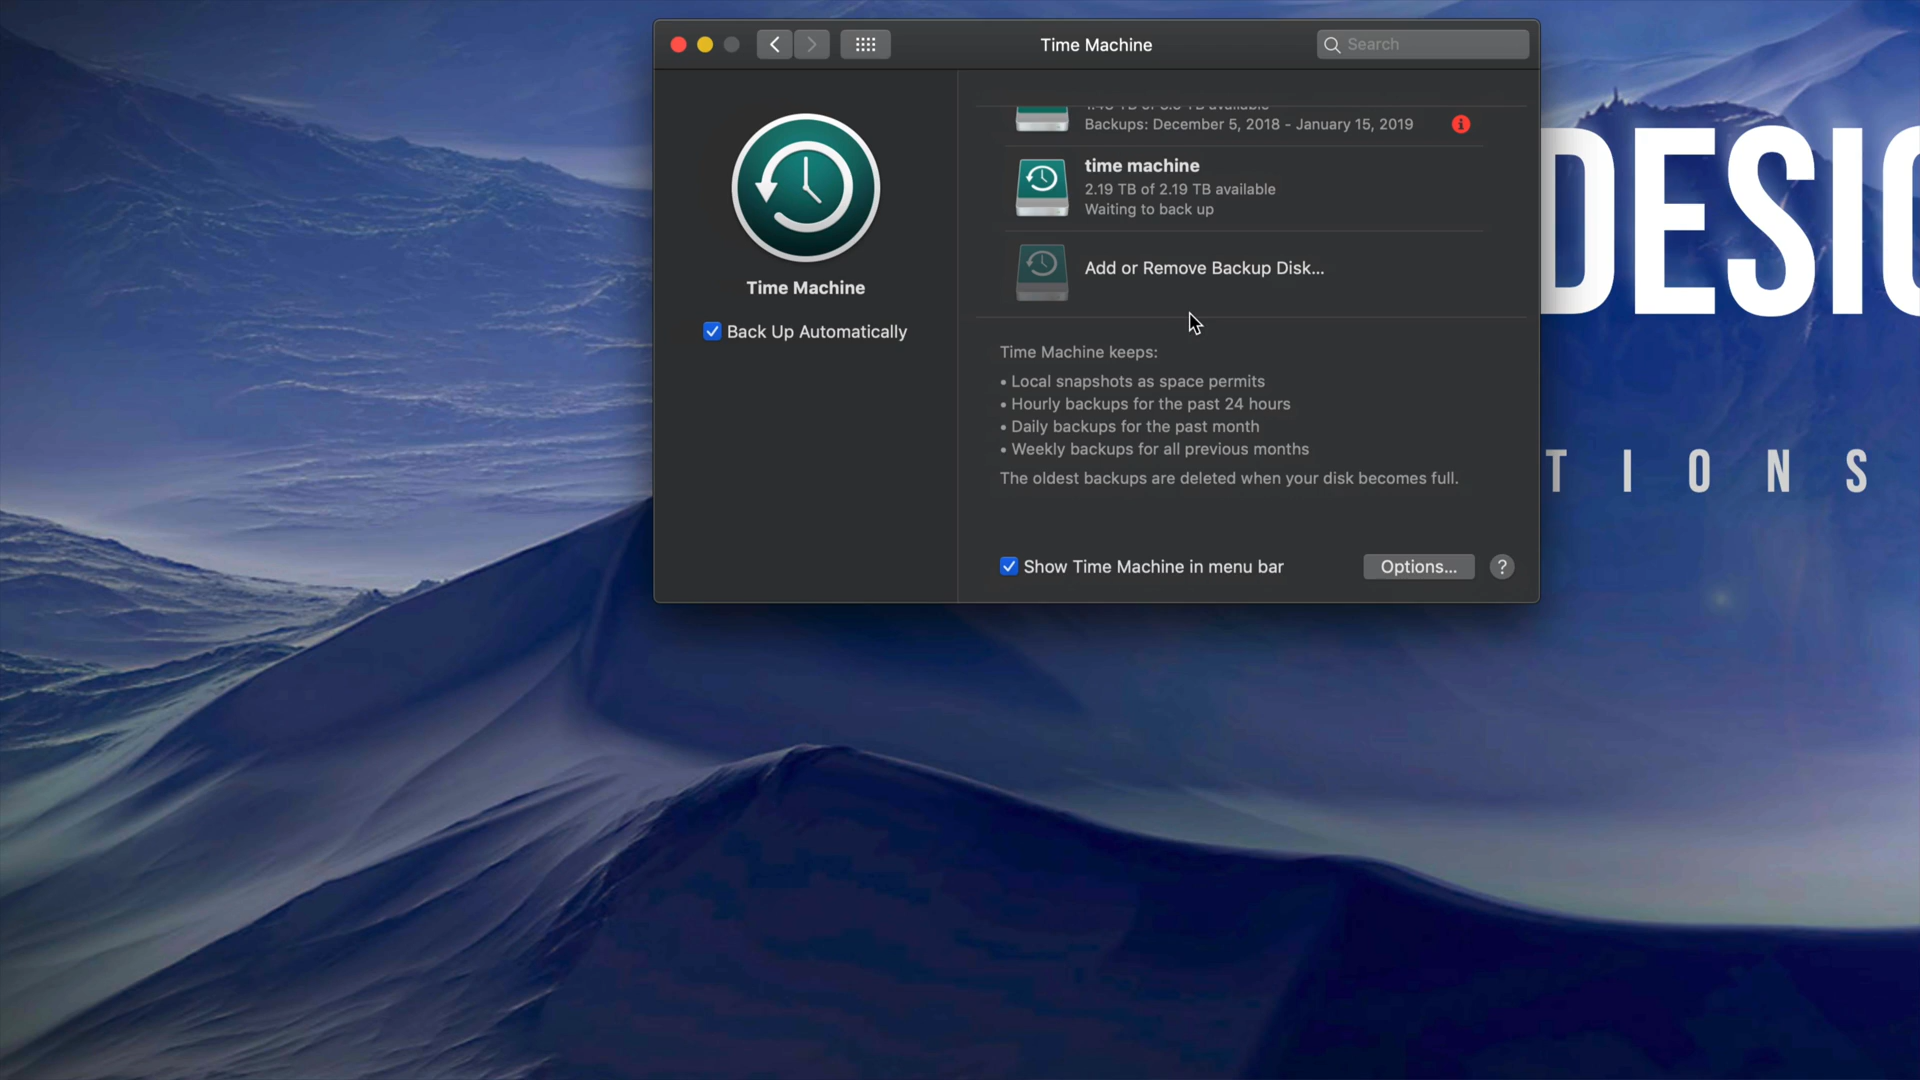 Time Machine
Search
Backups: December 5, 2018 - January 15, 2019
time machine
2.19 TB of 2.19 TB available
Waiting to back up
Add or Remove Backup Disk...
Time Machine
Back Up Automatically
Time Machine keeps:
• Local snapshots as space permits
• Hourly backups for the past 24 hours
• Daily backups for the past month
• Weekly backups for all previous months
The oldest backups are deleted when your disk becomes full.
Show Time Machine in menu bar
Options...
?
DESIG
TIONS